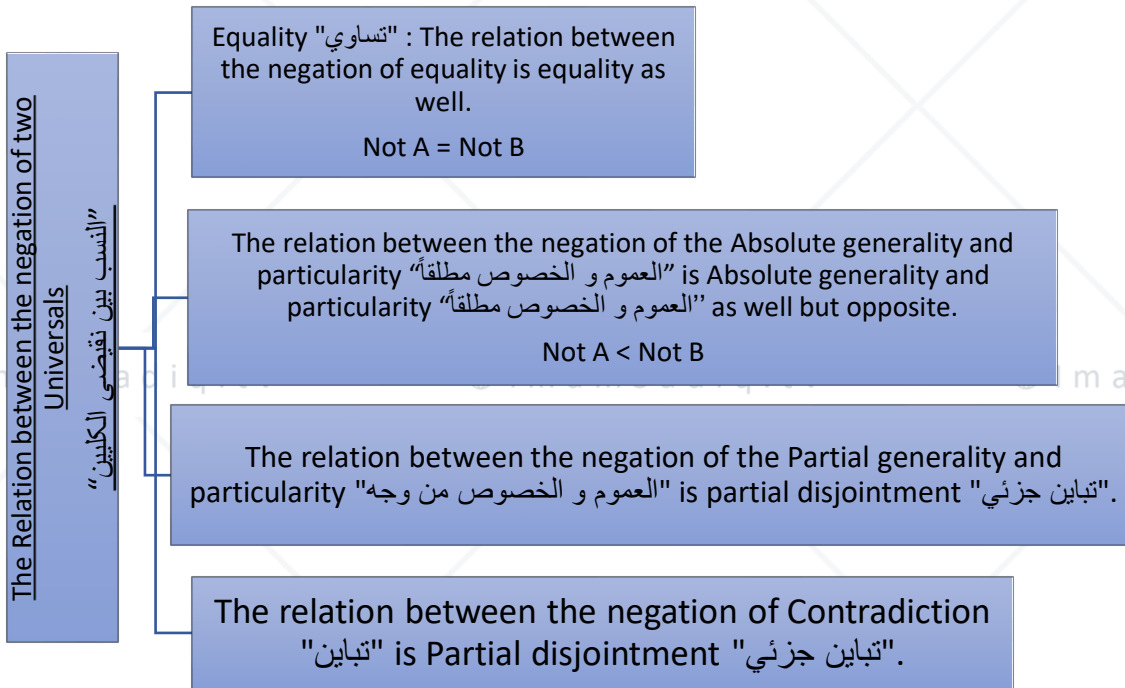 The Relation between the negation of two
Universals
"النسب بين نقيضى الكليين"
Equality "تساوي" : The relation between
the negation of equality is equality as
well.
Not A = Not B
The relation between the negation of the Absolute generality and
particularity “العموم و الخصوص مطلقاً” is Absolute generality and
particularity “العموم و الخصوص مطلقاً’’ as well but opposite.
Not A < Not B
The relation between the negation of the Partial generality and
particularity "العموم و الخصوص من وجه" is partial disjointment "تباين جزئي".
The relation between the negation of Contradiction
"تباين" is Partial disjointment "تباين جزئي".